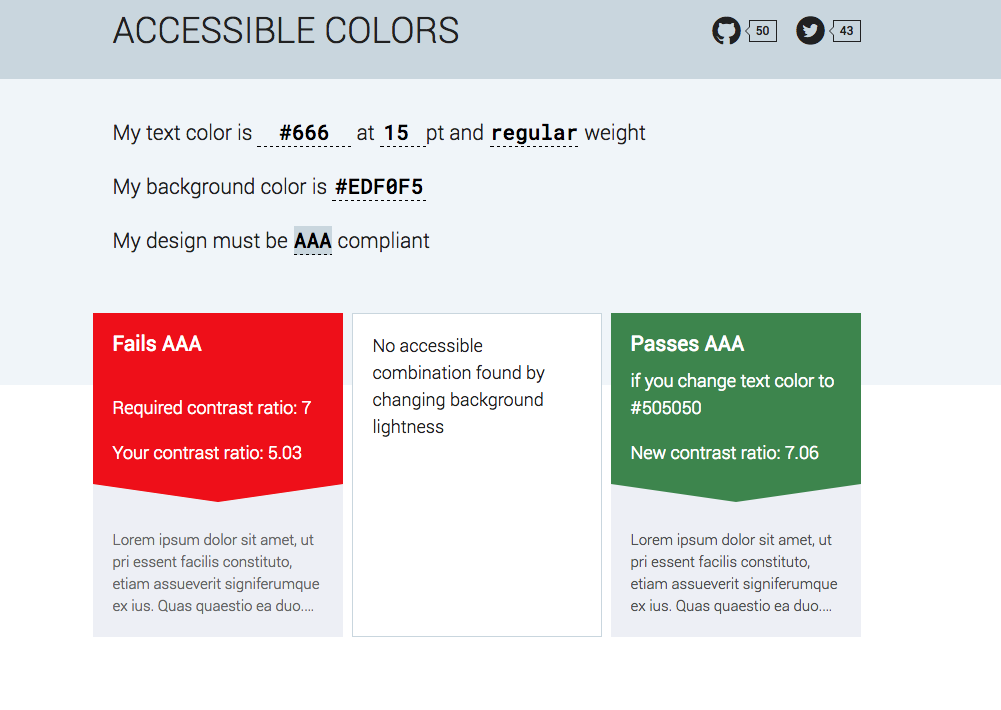 ACCESSIBLE COLORS
50
43
My text color is #666 at 15 pt and regular weight
My background color is #EDF0F5
My design must be AAA compliant
Fails AAA
Required contrast ratio: 7
Your contrast ratio: 5.03
Lorem ipsum dolor sit amet, ut
pri essent facilis constituto,
etiam assueverit signiferumque
ex ius. Quas quaestio ea duo....
No accessible
combination found by
changing background
lightness
Passes AAA
if you change text color to
#505050
New contrast ratio: 7.06
Lorem ipsum dolor sit amet, ut
pri essent facilis constituto,
etiam assueverit signiferumque
ex ius. Quas quaestio ea duo....